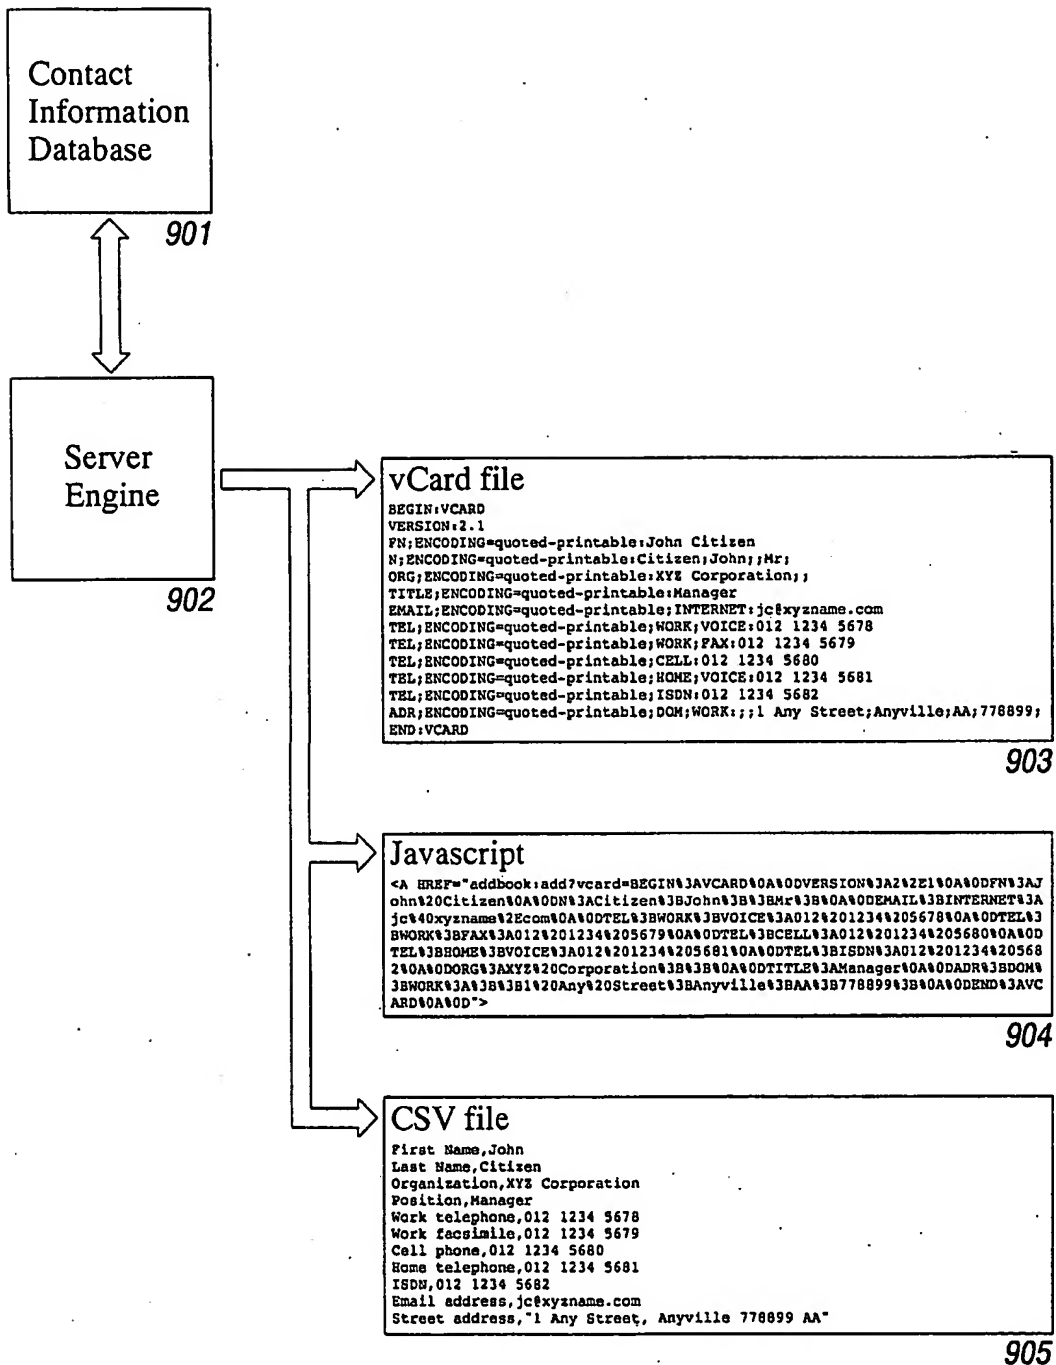 Contact
Information
Database
901
Server
Engine
902
vCard file
BEGIN:VCARD
VERSION:2.1
FN;ENCODING=quoted-printable:John Citizen
N;ENCODING=quoted-printable:Citizen;John;;Mr;
ORG;ENCODING=quoted-printable:XYZ Corporation;;
TITLE;ENCODING=quoted-printable:Manager
EMAIL;ENCODING=quoted-printable;INTERNET:jc@xyzname.com
TEL;ENCODING=quoted-printable;WORK;VOICE:012 1234 5678
TEL;ENCODING=quoted-printable;WORK;FAX:012 1234 5679
TEL;ENCODING=quoted-printable;CELL:012 1234 5680
TEL;ENCODING=quoted-printable;HOME;VOICE:012 1234 5681
TEL;ENCODING=quoted-printable;ISDN:012 1234 5682
ADR;ENCODING=quoted-printable;DOM;WORK:;;1 Any Street;Anyville;AA;778899;
END:VCARD
903
Javascript
<A HREF="addbook:add?vcard=BEGIN%3AVCARD%0A%0DVERSION%3A2%2E1%0A%0DFN%3AJ
ohn%20Citizen%0A%0DN%3ACitizen%3BJohn%3B%3BMr%3B%0A%0DEMAIL%3BINTERNET%3A
jc%40xyzname%2Ecom%0A%0DTEL%3BWORK%3BVOICE%3A012%201234%205678%0A%0DTEL%3
BWORK%3BFAX%3A012%201234%205679%0A%0DTEL%3BCELL%3A012%201234%205680%0A%0D
TEL%3BHOME%3BVOICE%3A012%201234%205681%0A%0DTEL%3BISDN%3A012%201234%20568
2%0A%0DORG%3AXYZ%20Corporation%3B%3B%0A%0DTITLE%3AManager%0A%0DADR%3BDOM%
3BWORK%3A%3B%3B1%20Any%20Street%3BAnyville%3BAA%3B778899%3B%0A%0DEND%3AVC
ARD%0A%0D">
904
CSV file
First Name,John
Last Name,Citizen
Organization,XYZ Corporation
Position,Manager
Work telephone,012 1234 5678
Work facsimile,012 1234 5679
Cell phone,012 1234 5680
Home telephone,012 1234 5681
ISDN,012 1234 5682
Email address,jc@xyzname.com
Street address,"1 Any Street, Anyville 778899 AA"
905